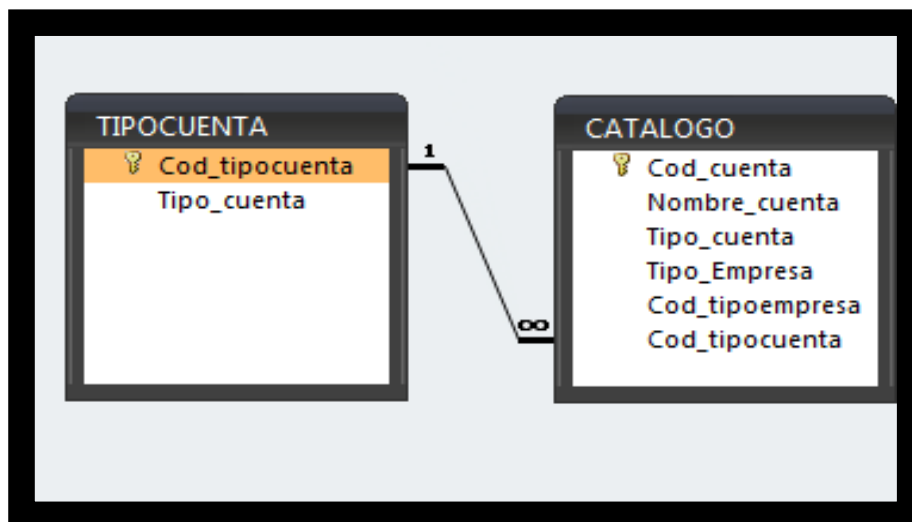 TIPOCUENTA
Cod_tipocuenta
Tipo_cuenta
1
∞
CATALOGO
Cod_cuenta
Nombre_cuenta
Tipo_cuenta
Tipo_Empresa
Cod_tipoempresa
Cod_tipocuenta